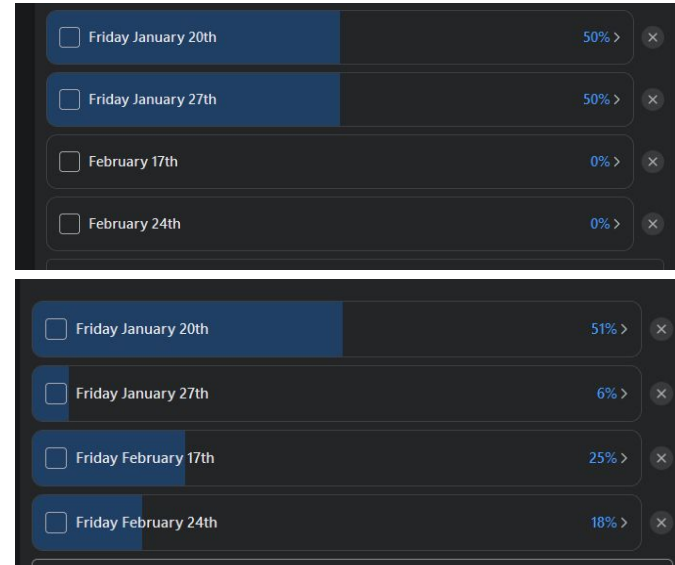 Friday January 20th 50% >
Friday January 27th 50% >
February 17th 0% >
February 24th 0% >
Friday January 20th 51% >
Friday January 27th 6% >
Friday February 17th 25% >
Friday February 24th 18% >